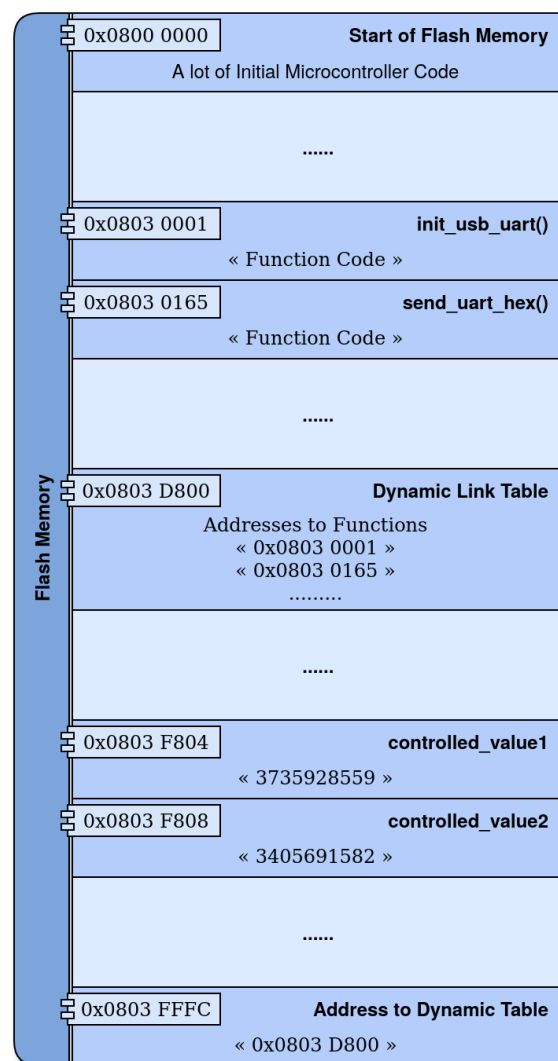 Flash Memory
0x0800 0000 Start of Flash Memory
A lot of Initial Microcontroller Code
......
0x0803 0001 init_usb_uart()
« Function Code »
0x0803 0165 send_uart_hex()
« Function Code »
......
0x0803 D800 Dynamic Link Table
Addresses to Functions
« 0x0803 0001 »
« 0x0803 0165 »
.........
......
0x0803 F804 controlled_value1
« 3735928559 »
0x0803 F808 controlled_value2
« 3405691582 »
......
0x0803 FFFC Address to Dynamic Table
« 0x0803 D800 »